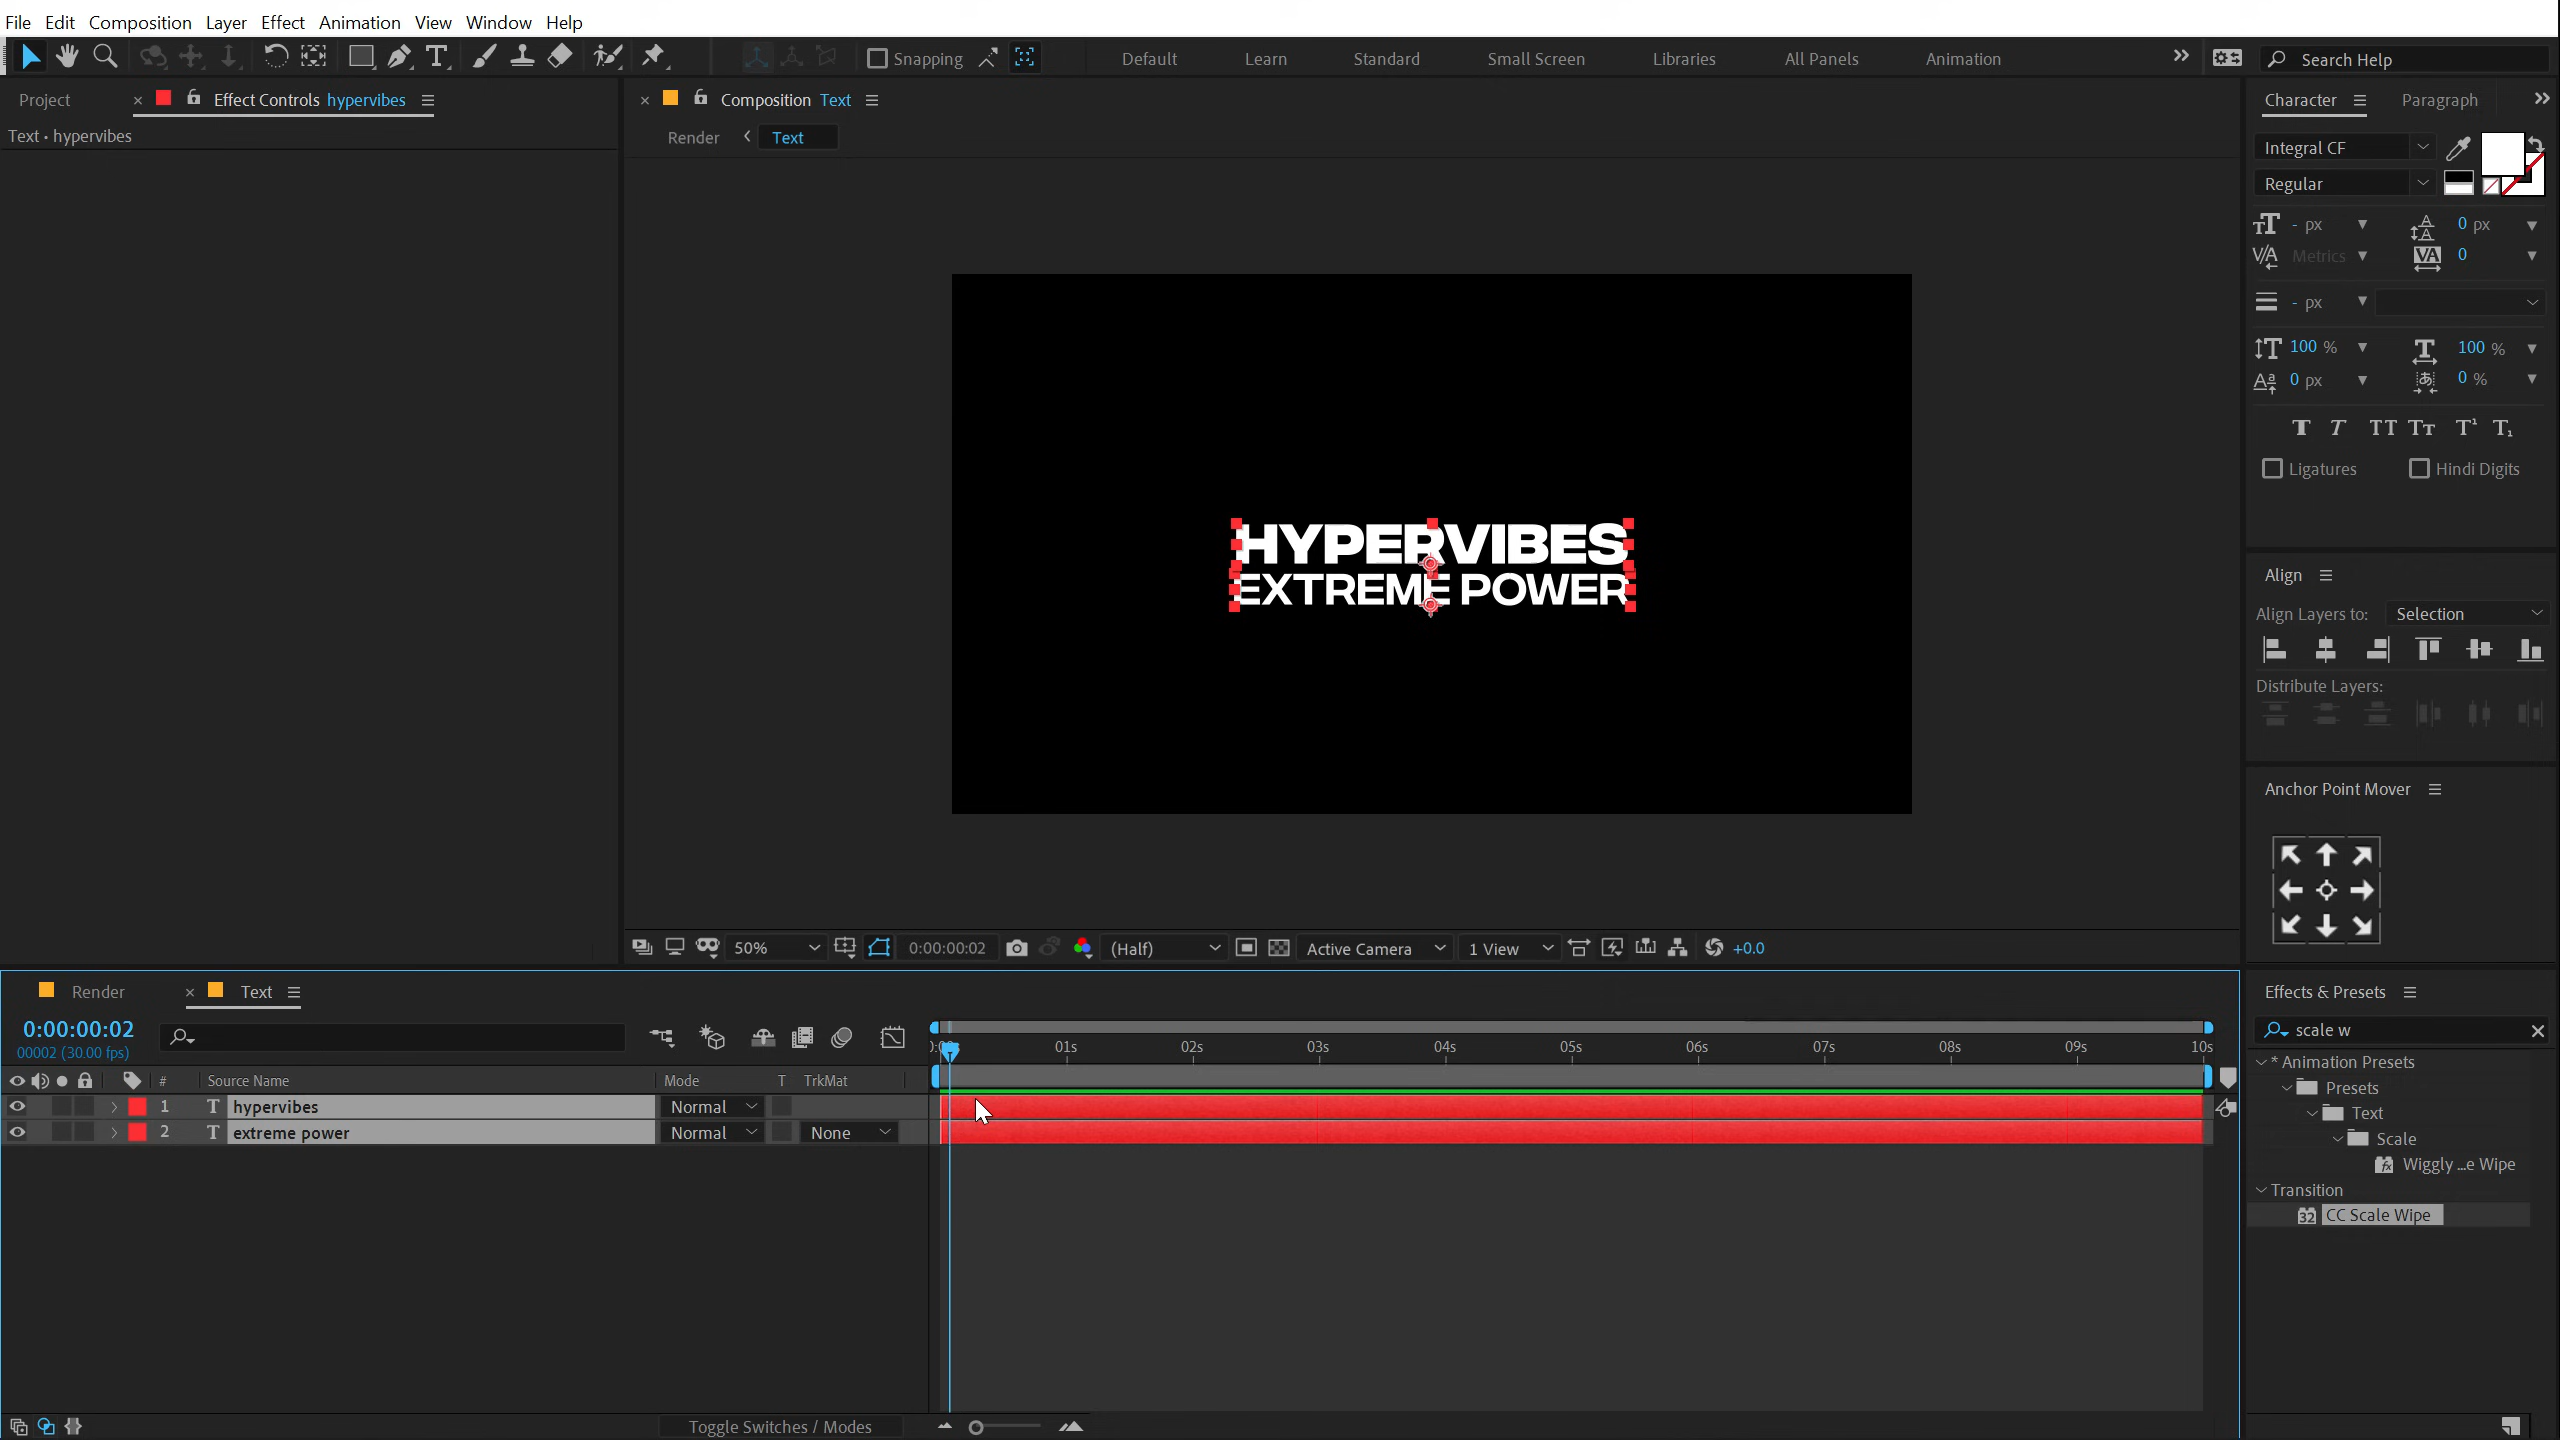 File Edit Composition Layer Effect Animation View Window Help
Snapping Default Learn Standard Small Screen Libraries All Panels Animation Search Help
Project Effect Controls hypervibes
Text • hypervibes
Composition Text
Render Text
Character Paragraph
Integral CF
Regular
- px 0 px
Metrics 0
- px
100 % 100 %
0 px 0 %
Ligatures Hindi Digits
HYPERVIBES
EXTREME POWER
Align
Align Layers to: Selection
Distribute Layers:
Anchor Point Mover
50% 0:00:00:02 (Half) Active Camera 1 View +0.0
Render Text
0:00:00:02
00002 (30.00 fps)
01s 02s 03s 04s 05s 06s 07s 08s 09s 10s
# Source Name Mode T TrkMat
1 T hypervibes Normal
2 T extreme power Normal None
Toggle Switches / Modes
Effects & Presets
scale w
* Animation Presets
Presets
Text
Scale
Wiggly ...e Wipe
Transition
32 CC Scale Wipe